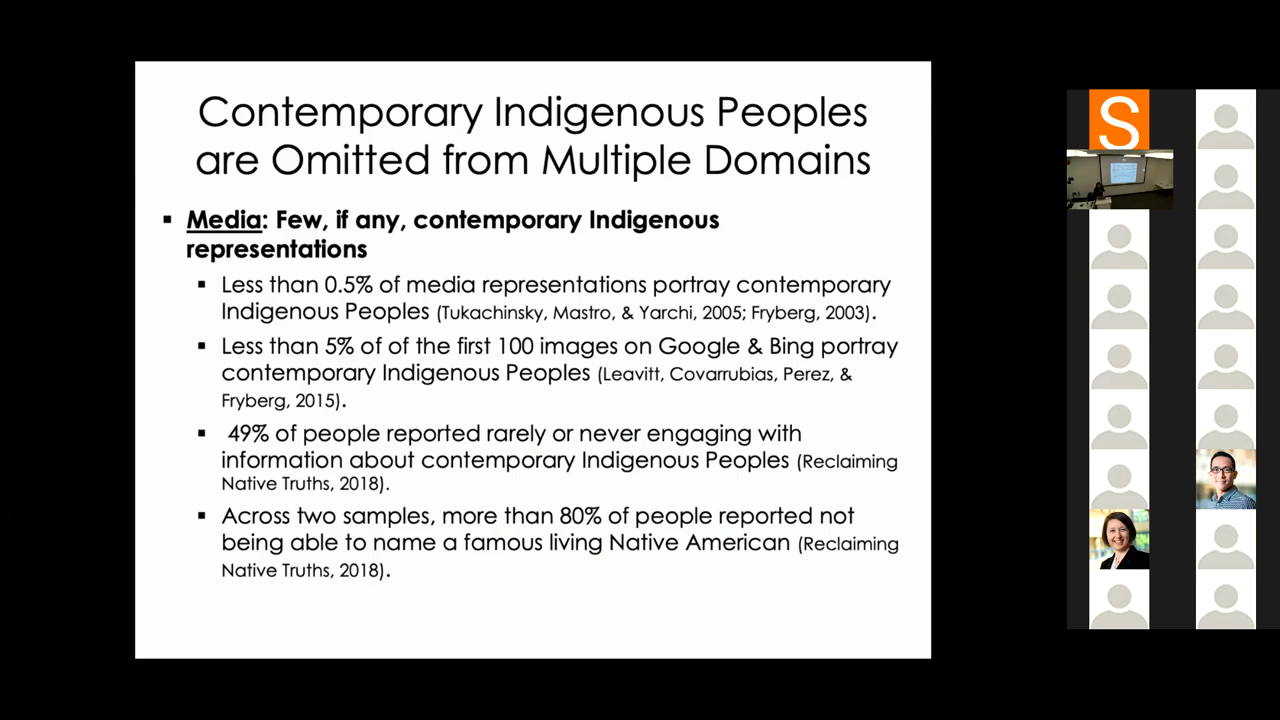 Contemporary Indigenous Peoples
are Omitted from Multiple Domains
▪ Media: Few, if any, contemporary Indigenous
representations
▪ Less than 0.5% of media representations portray contemporary
Indigenous Peoples (Tukachinsky, Mastro, & Yarchi, 2005; Fryberg, 2003).
▪ Less than 5% of of the first 100 images on Google & Bing portray
contemporary Indigenous Peoples (Leavitt, Covarrubias, Perez, &
Fryberg, 2015).
▪ 49% of people reported rarely or never engaging with
information about contemporary Indigenous Peoples (Reclaiming
Native Truths, 2018).
▪ Across two samples, more than 80% of people reported not
being able to name a famous living Native American (Reclaiming
Native Truths, 2018).
S